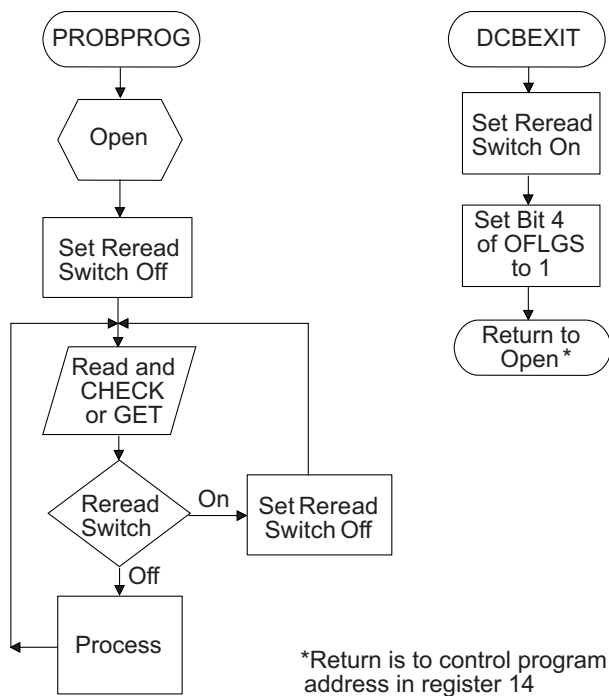 PROBPROG
Open
Set Reread
Switch Off
Read and
CHECK
or GET
Reread
Switch
On
Set Reread
Switch Off
Off
Process
DCBEXIT
Set Reread
Switch On
Set Bit 4
of OFLGS
to 1
Return to
Open*
*Return is to control program
address in register 14